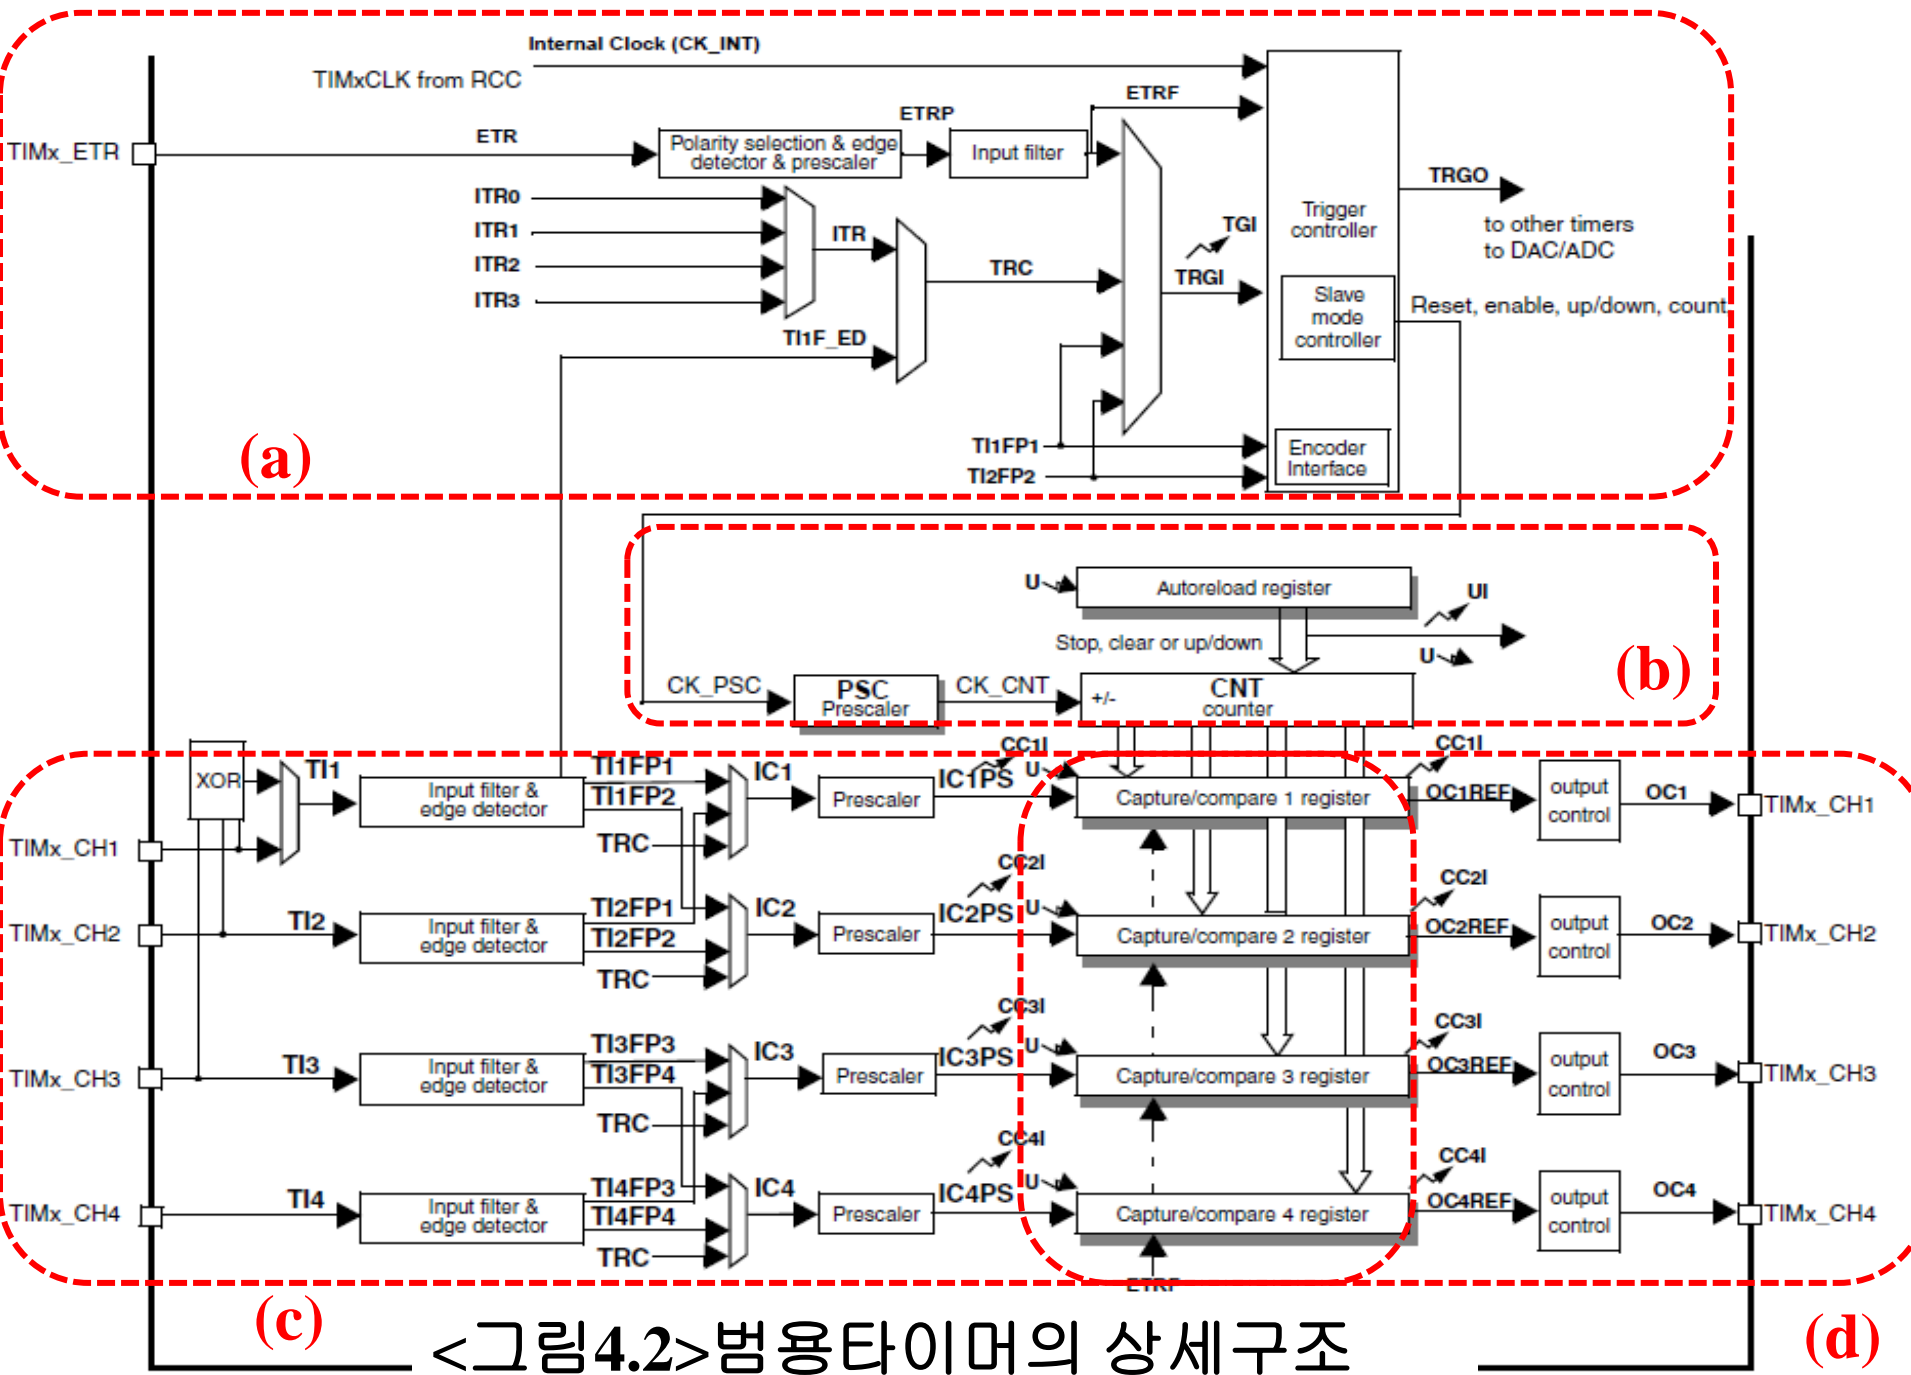 Internal Clock (CK_INT)
TIMxCLK from RCC
ETRF
ETRP
ETR
TIMx_ETR
Polarity selection & edge
detector & prescaler
Input filter
TRGO
ITR0
ITR1
ITR2
ITR3
ITR
TRC
TGI
TRGI
Trigger
controller
to other timers
to DAC/ADC
Slave
mode
controller
Reset, enable, up/down, count
TI1F_ED
(a)
TI1FP1
TI2FP2
Encoder
Interface
U
Autoreload register
UI
Stop, clear or up/down
U
(b)
CK_PSC
PSC
Prescaler
CK_CNT
+/-
CNT
counter
XOR
TI1
Input filter &
edge detector
TI1FP1
TI1FP2
TRC
IC1
Prescaler
CC1I
IC1PS
U
Capture/compare 1 register
CC1I
OC1REF
output
control
OC1
TIMx_CH1
TIMx_CH1
TIMx_CH2
TI2
Input filter &
edge detector
TI2FP1
TI2FP2
TRC
IC2
Prescaler
CC2I
IC2PS
U
Capture/compare 2 register
CC2I
OC2REF
output
control
OC2
TIMx_CH2
TIMx_CH3
TI3
Input filter &
edge detector
TI3FP3
TI3FP4
TRC
IC3
Prescaler
CC3I
IC3PS
U
Capture/compare 3 register
CC3I
OC3REF
output
control
OC3
TIMx_CH3
TIMx_CH4
TI4
Input filter &
edge detector
TI4FP3
TI4FP4
TRC
IC4
Prescaler
CC4I
IC4PS
U
Capture/compare 4 register
CC4I
OC4REF
output
control
OC4
TIMx_CH4
ETRF
(c)
(d)
<그림4.2>범용타이머의 상세구조